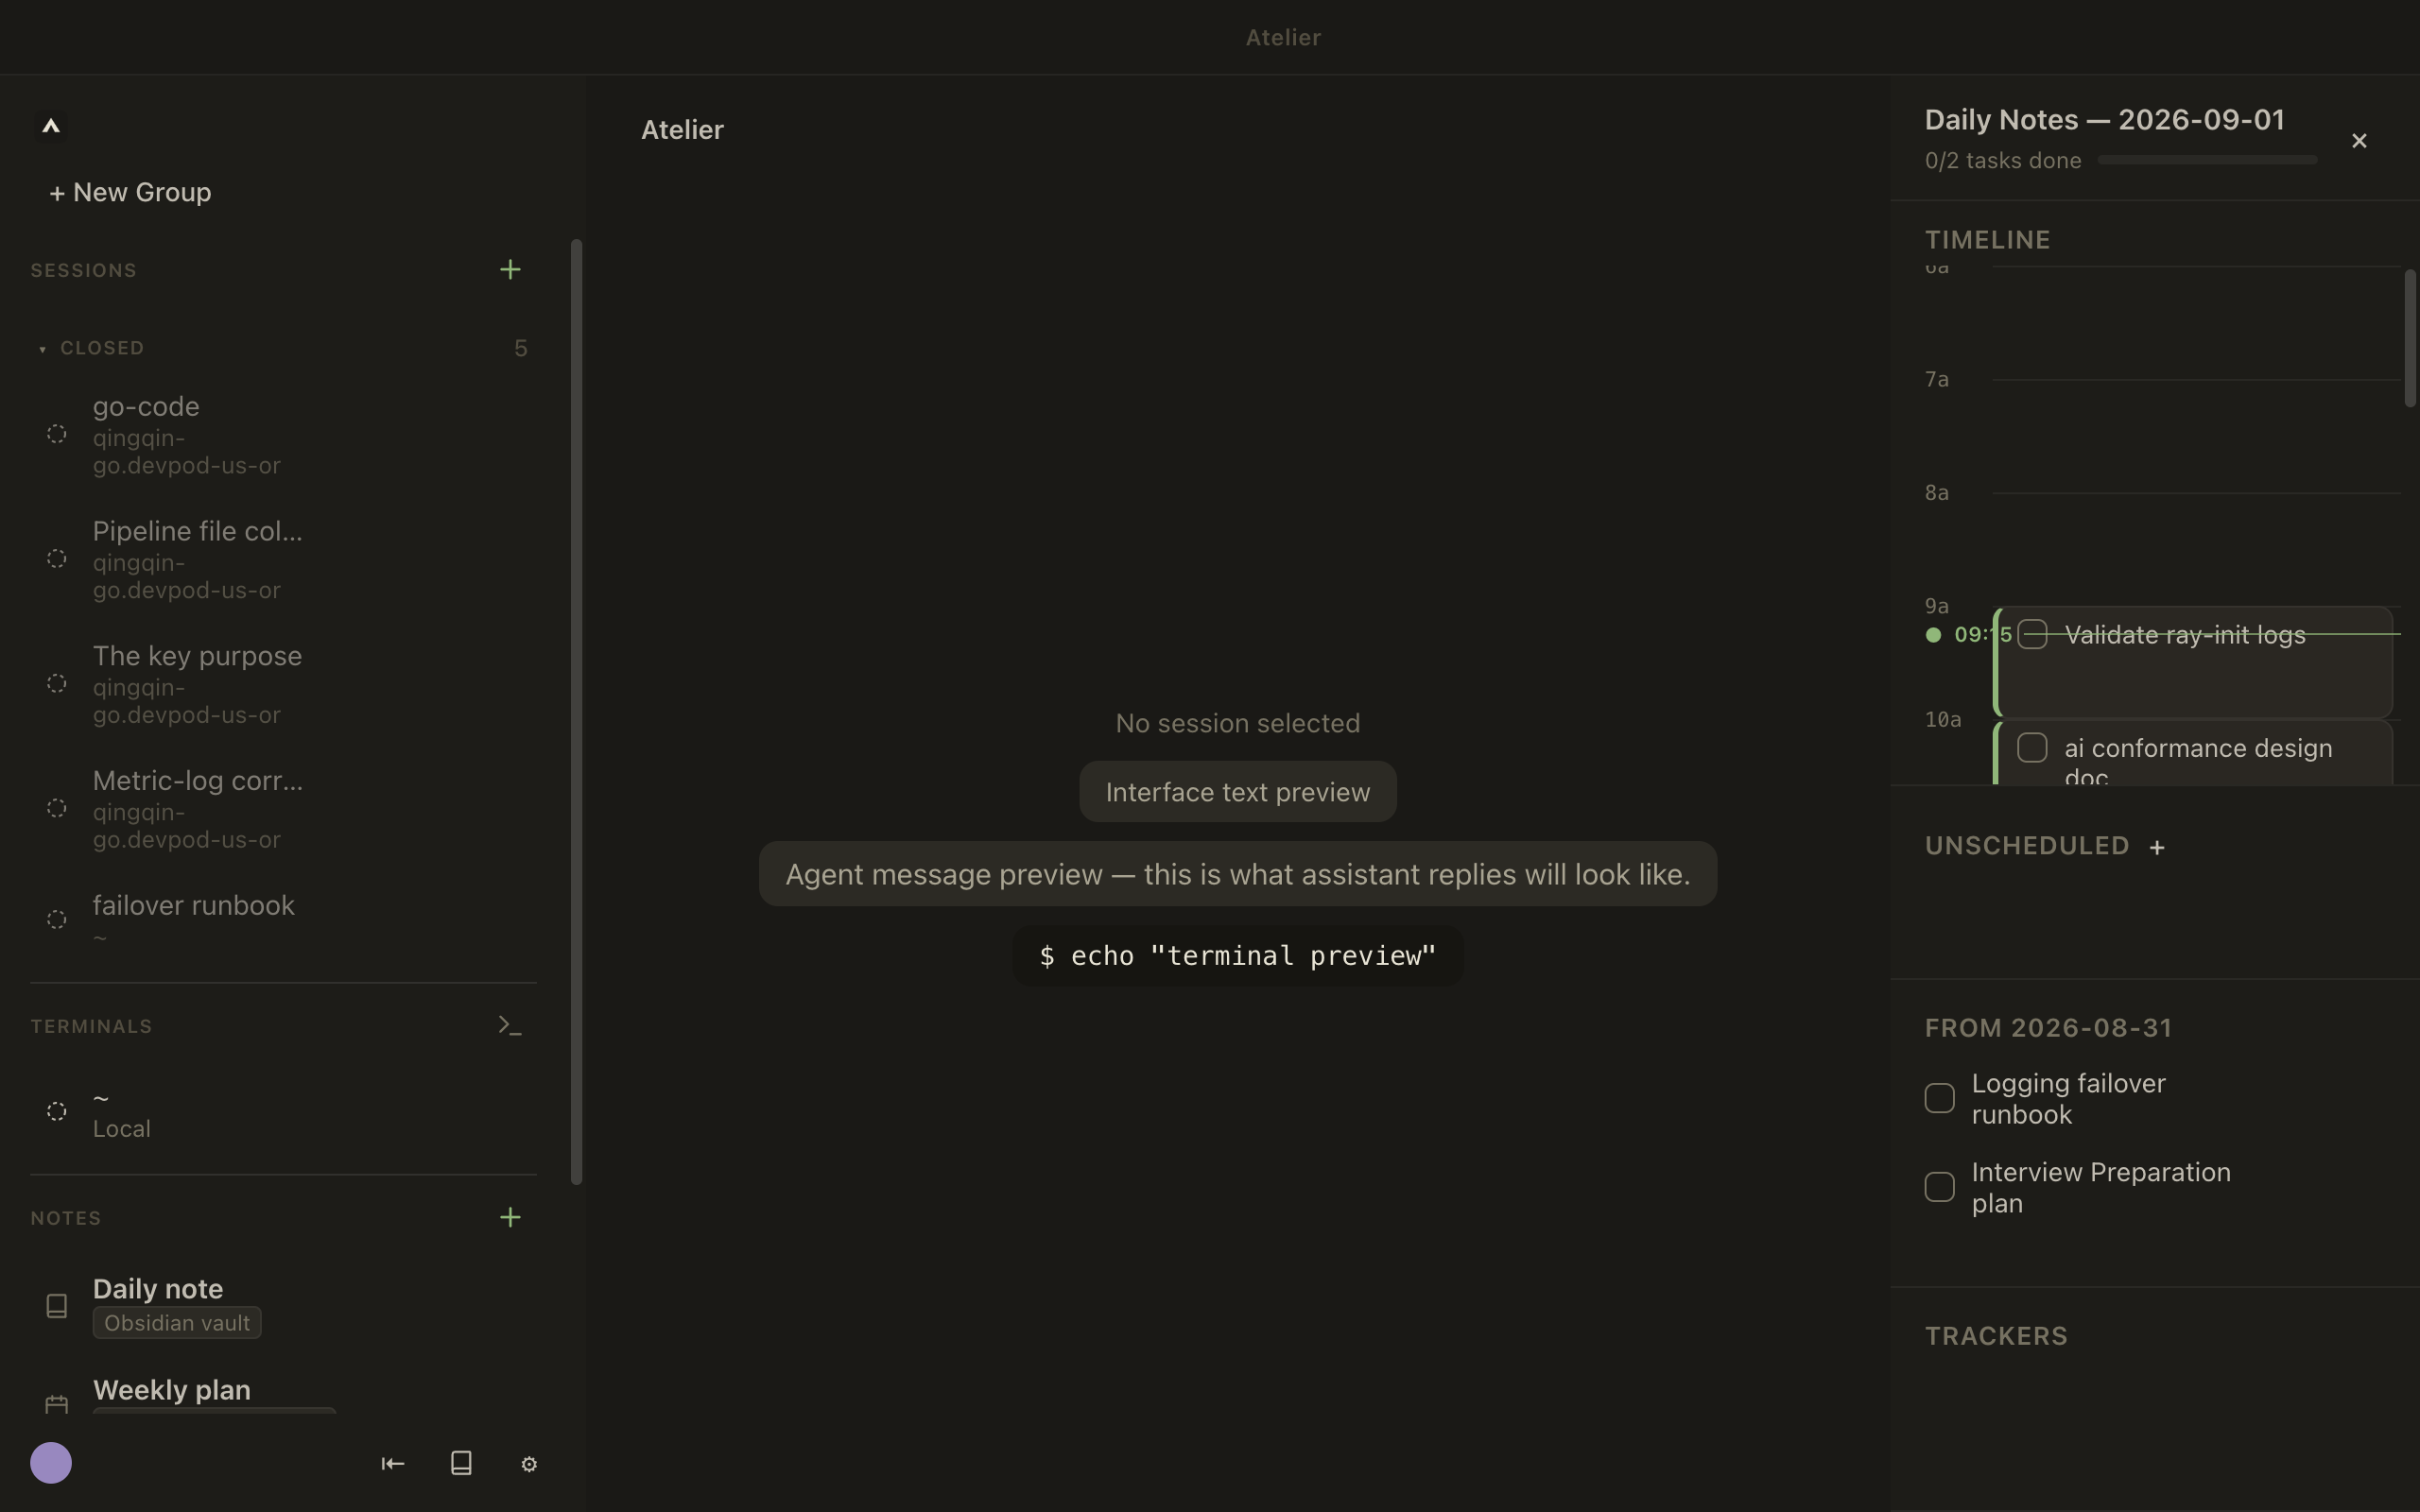 Atelier
+ New Group
SESSIONS
CLOSED 5
go-code
qingqin-
go.devpod-us-or
Pipeline file col...
qingqin-
go.devpod-us-or
The key purpose
qingqin-
go.devpod-us-or
Metric-log corr...
qingqin-
go.devpod-us-or
failover runbook
~
TERMINALS
~
Local
NOTES
Daily note
Obsidian vault
Weekly plan
Atelier
No session selected
Interface text preview
Agent message preview — this is what assistant replies will look like.
$ echo "terminal preview"
Daily Notes — 2026-09-01
0/2 tasks done
TIMELINE
6a
7a
8a
9a
09:15 Validate ray-init logs
10a
ai conformance design
doc
UNSCHEDULED +
FROM 2026-08-31
Logging failover
runbook
Interview Preparation
plan
TRACKERS